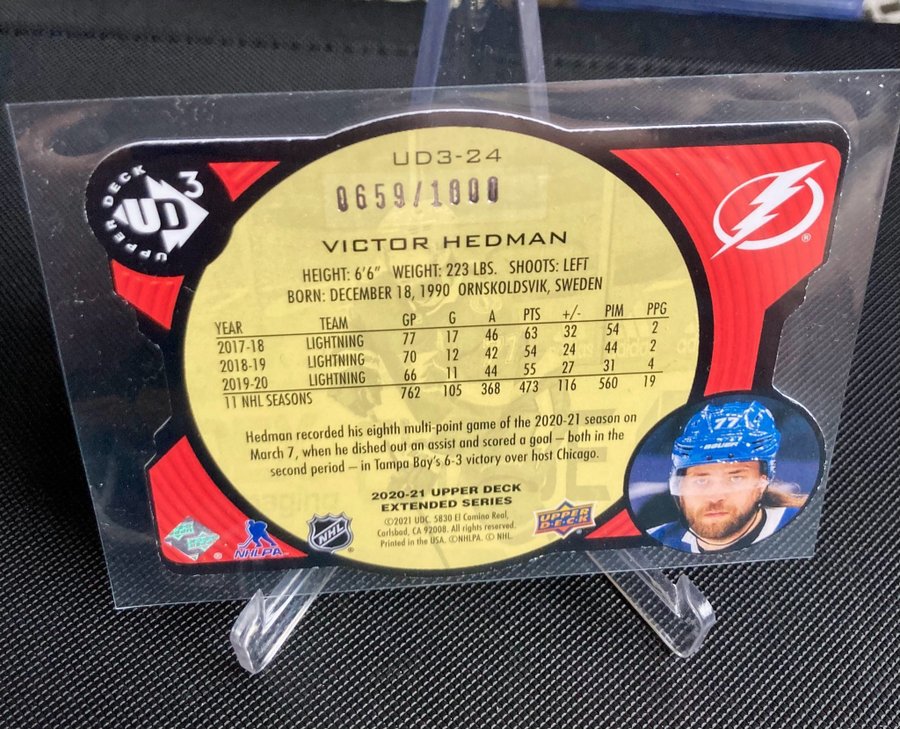 UPPER DECK
UD
3
UD3-24
0659/1000
VICTOR HEDMAN
HEIGHT: 6'6" WEIGHT: 223 LBS. SHOOTS: LEFT
BORN: DECEMBER 18, 1990 ORNSKOLDSVIK, SWEDEN
YEAR TEAM GP G A PTS +/- PIM PPG
2017-18 LIGHTNING 77 17 46 63 32 54 2
2018-19 LIGHTNING 70 12 42 54 24 44 2
2019-20 LIGHTNING 66 11 44 55 27 31 4
11 NHL SEASONS 762 105 368 473 116 560 19
Hedman recorded his eighth multi-point game of the 2020-21 season on
March 7, when he dished out an assist and scored a goal – both in the
second period – in Tampa Bay's 6-3 victory over host Chicago.
2020-21 UPPER DECK
EXTENDED SERIES
©2021 UDC. 5830 El Camino Real,
Carlsbad, CA 92008. All rights reserved.
Printed in the USA. ©NHLPA. © NHL.
NHLPA
NHL
UPPER
DECK
77
BAUER
®